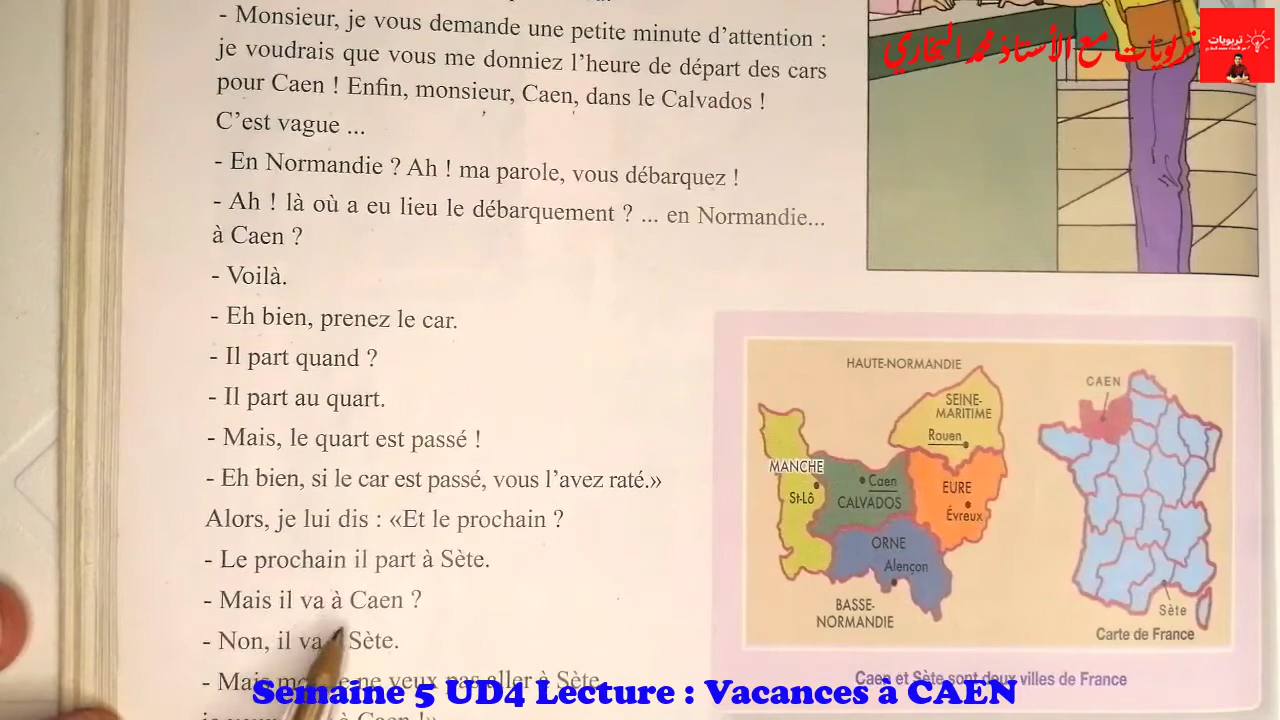 - Monsieur, je vous demande une petite minute d'attention :
je voudrais que vous me donniez l'heure de départ des cars
pour Caen ! Enfin, monsieur, Caen, dans le Calvados !
C'est vague ...
- En Normandie ? Ah ! ma parole, vous débarquez !
- Ah ! là où a eu lieu le débarquement ? ... en Normandie...
à Caen ?
- Voilà.
- Eh bien, prenez le car.
- Il part quand ?
- Il part au quart.
- Mais, le quart est passé !
- Eh bien, si le car est passé, vous l'avez raté.»
Alors, je lui dis : «Et le prochain ?
- Le prochain il part à Sète.
- Mais il va à Caen ?
- Non, il va Sète.
- Mais ne veux pas aller à Sète
à Caen !»
تربويات مع الأستاذ محمد البخاري
تربويات
HAUTE-NORMANDIE
SEINE-
MARITIME
Rouen
MANCHE
St-Lô
Caen
CALVADOS
EURE
Évreux
ORNE
Alençon
BASSE-
NORMANDIE
CAEN
Sète
Carte de France
Caen et Sète sont deux villes de France
Semaine 5 UD4 Lecture : Vacances à CAEN